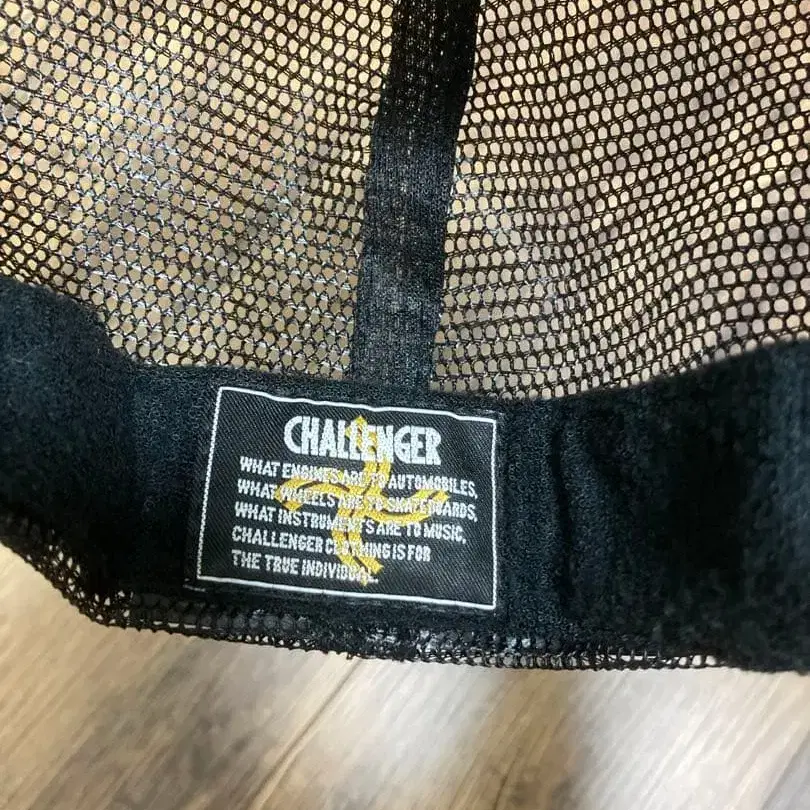 CHALLENGER
WHAT ENGINES ARE TO AUTOMOBILES,
WHAT WHEELS ARE TO SKATEBOARDS,
WHAT INSTRUMENTS ARE TO MUSIC,
CHALLENGER CLOTHING IS FOR
THE TRUE INDIVIDUAL.